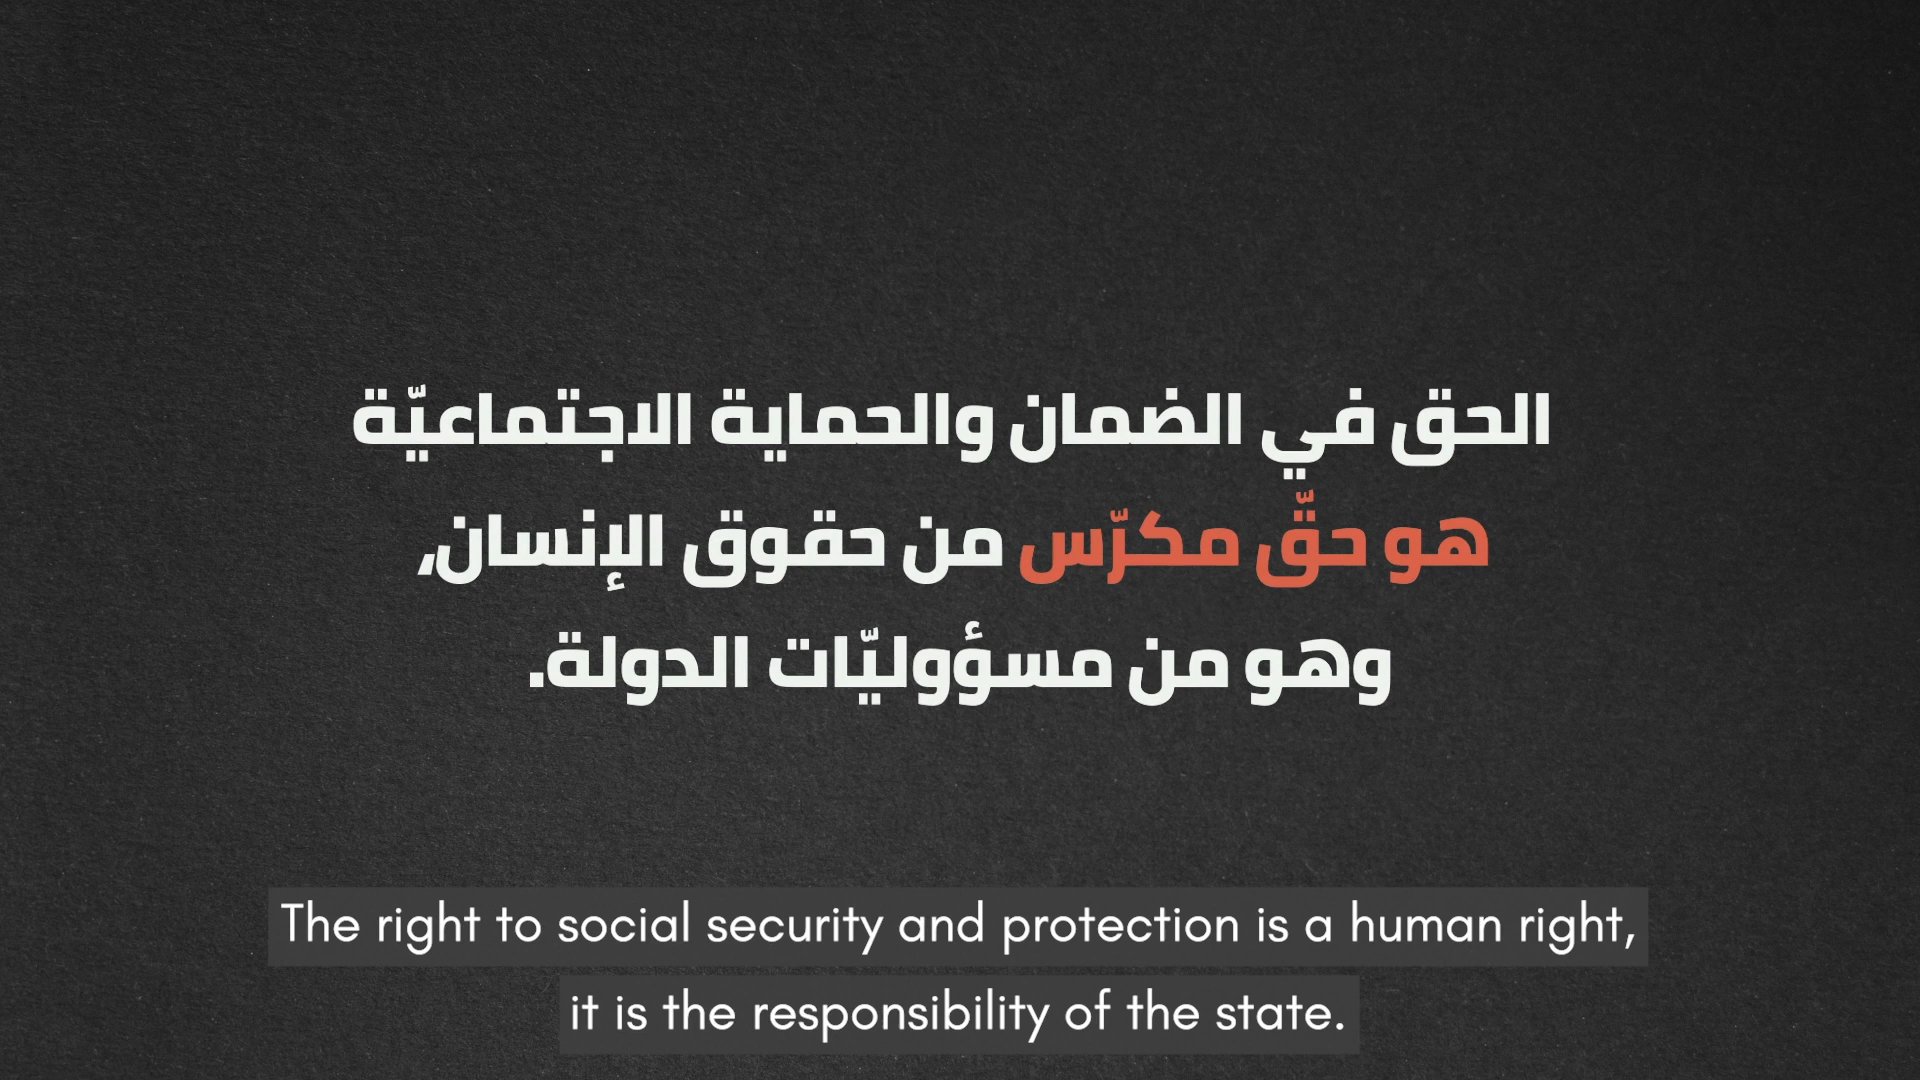 الحق في الضمان والحماية الاجتماعيّة
هو حقّ مكرّس من حقوق الإنسان,
وهو من مسؤوليّات الدولة.
The right to social security and protection is a human right,
it is the responsibility of the state.